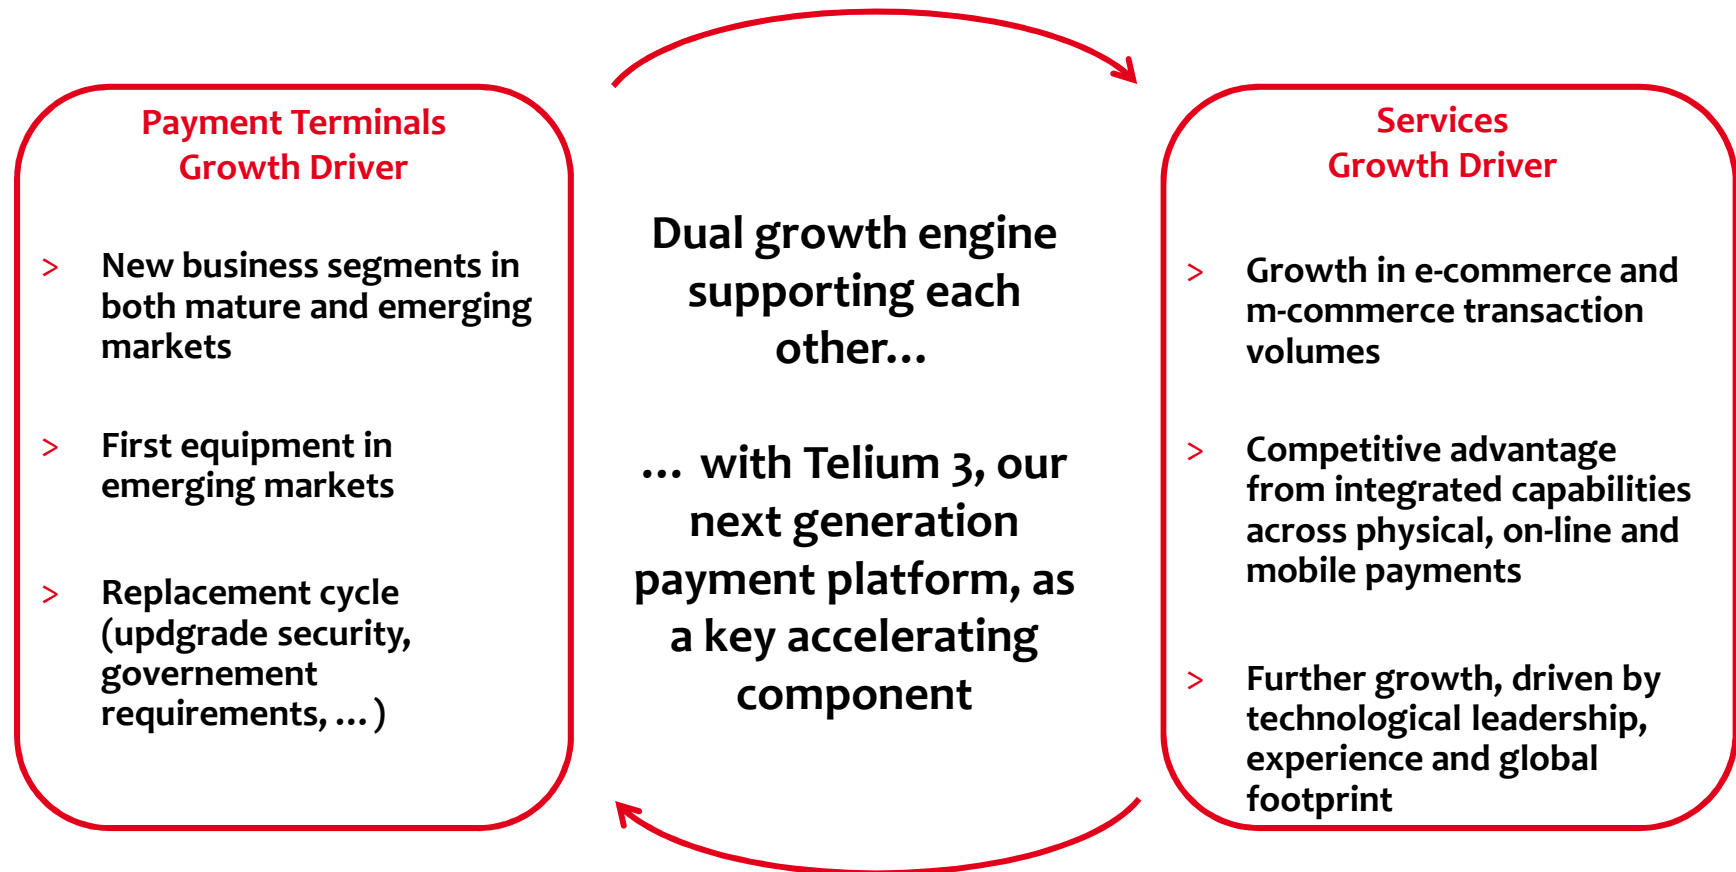 Payment Terminals
Growth Driver
> New business segments in
both mature and emerging
markets
> First equipment in
emerging markets
> Replacement cycle
(updgrade security,
governement
requirements, ... )
Dual growth engine
supporting each
other...
... with Telium 3, our
next generation
payment platform, as
a key accelerating
component
Services
Growth Driver
> Growth in e-commerce and
m-commerce transaction
volumes
> Competitive advantage
from integrated capabilities
across physical, on-line and
mobile payments
> Further growth, driven by
technological leadership,
experience and global
footprint